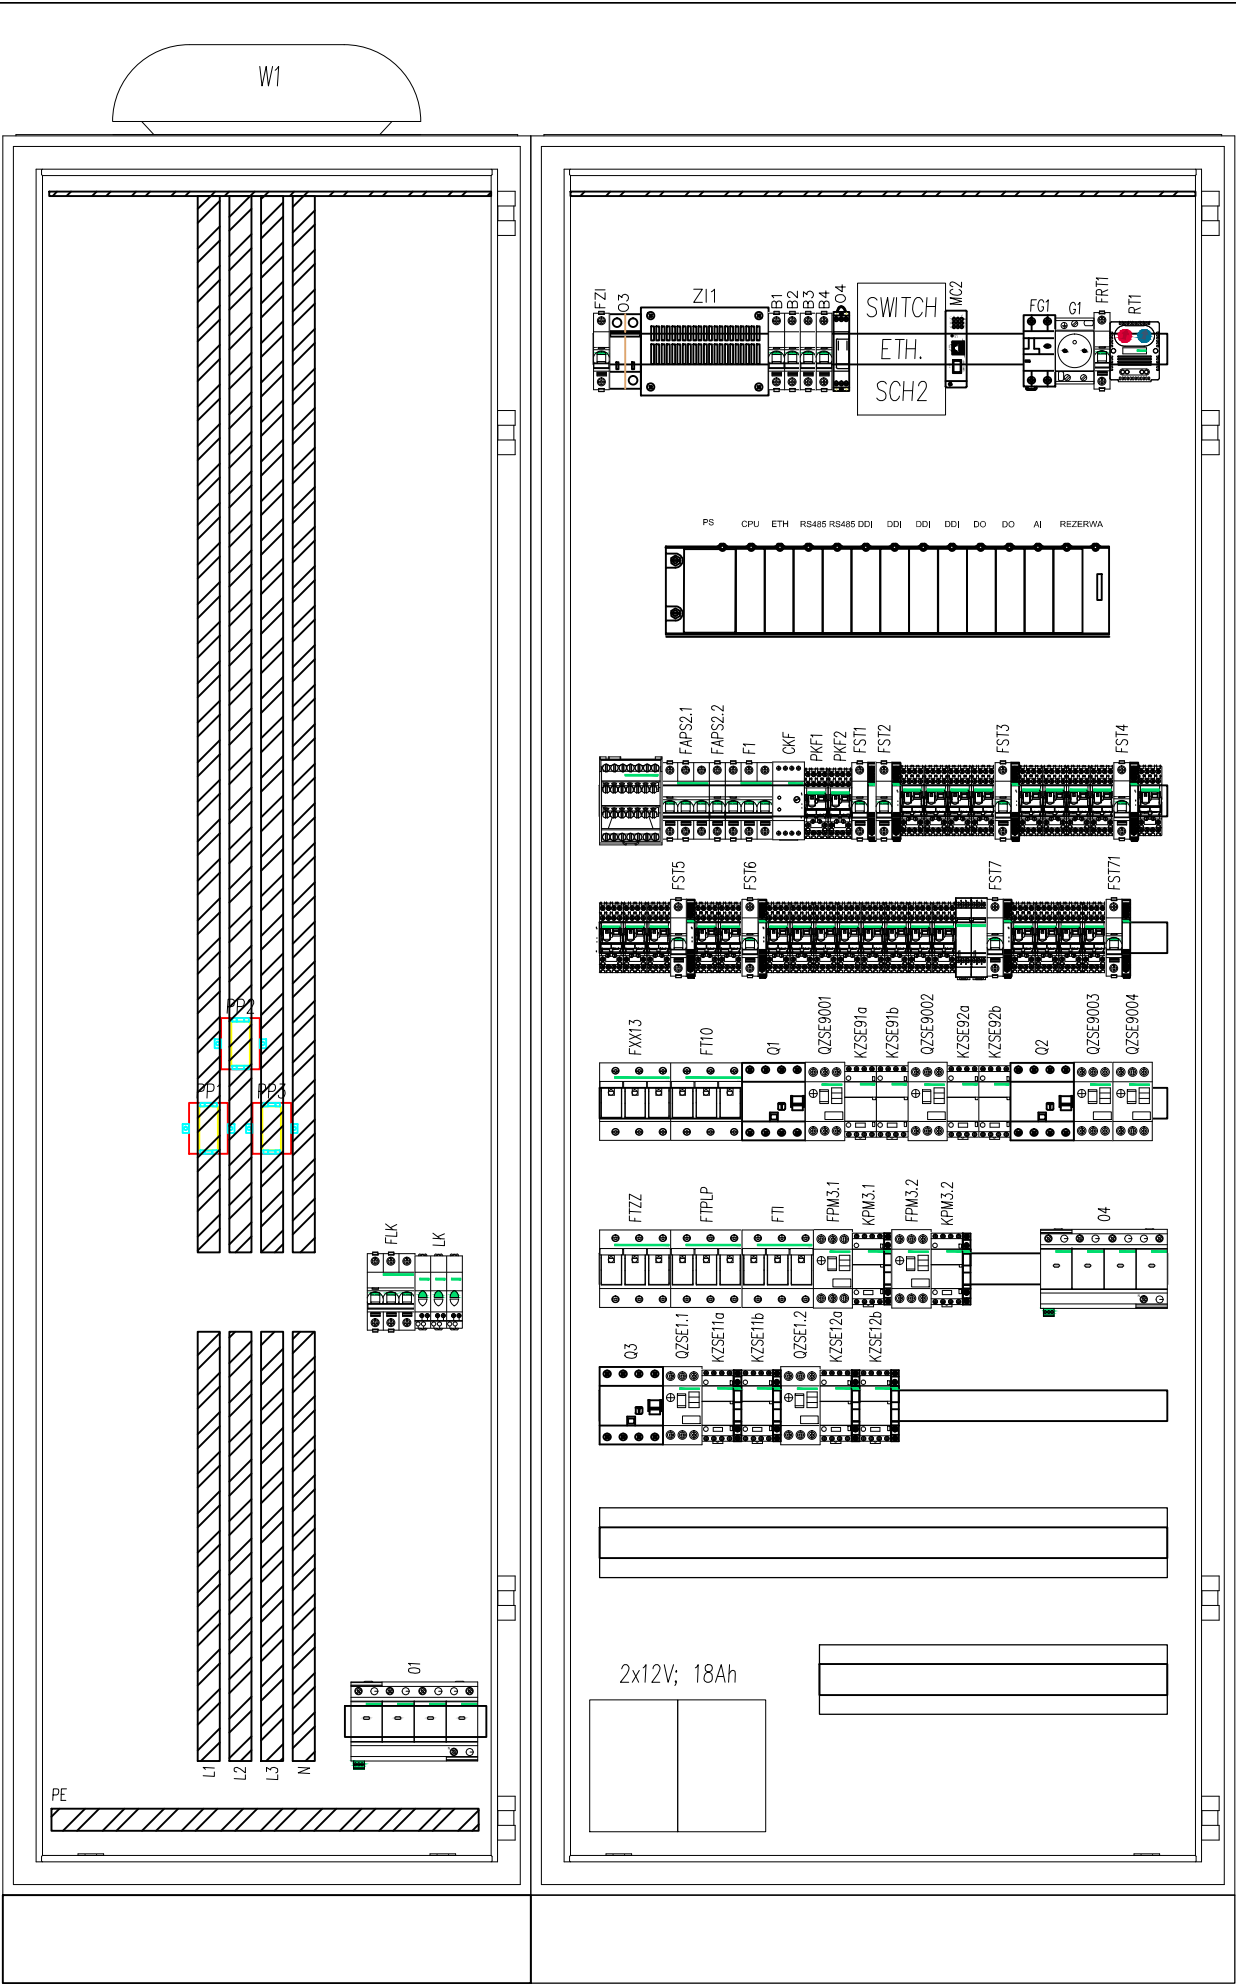 W1
FZI O3 ZI1 B1 B2 B3 B4 O4 SWITCH MC2 FG1 G1 FRT1 RT1
ETH.
SCH2
PS CPU ETH RS485 RS485 DDI DDI DDI DDI DO DO AI REZERWA
FAPS2.1 FAPS2.2 F1 CKF PKF1 PKF2 FST1 FST2 FST3 FST4
FST5 FST6 FST7 FST71
PP2
FXX13 FT10 Q1 QZSE9001 KZSE91a KZSE91b QZSE9002 KZSE92a KZSE92b Q2 QZSE9003 QZSE9004
PP1 PP3
FLK LK
FTZZ FTPLP FTI FPM3.1 KPM3.1 FPM3.2 KPM3.2 O4
Q3 QZSE1.1 KZSE11a KZSE11b QZSE1.2 KZSE12a KZSE12b
O1
2x12V; 18Ah
L1 L2 L3 N
PE